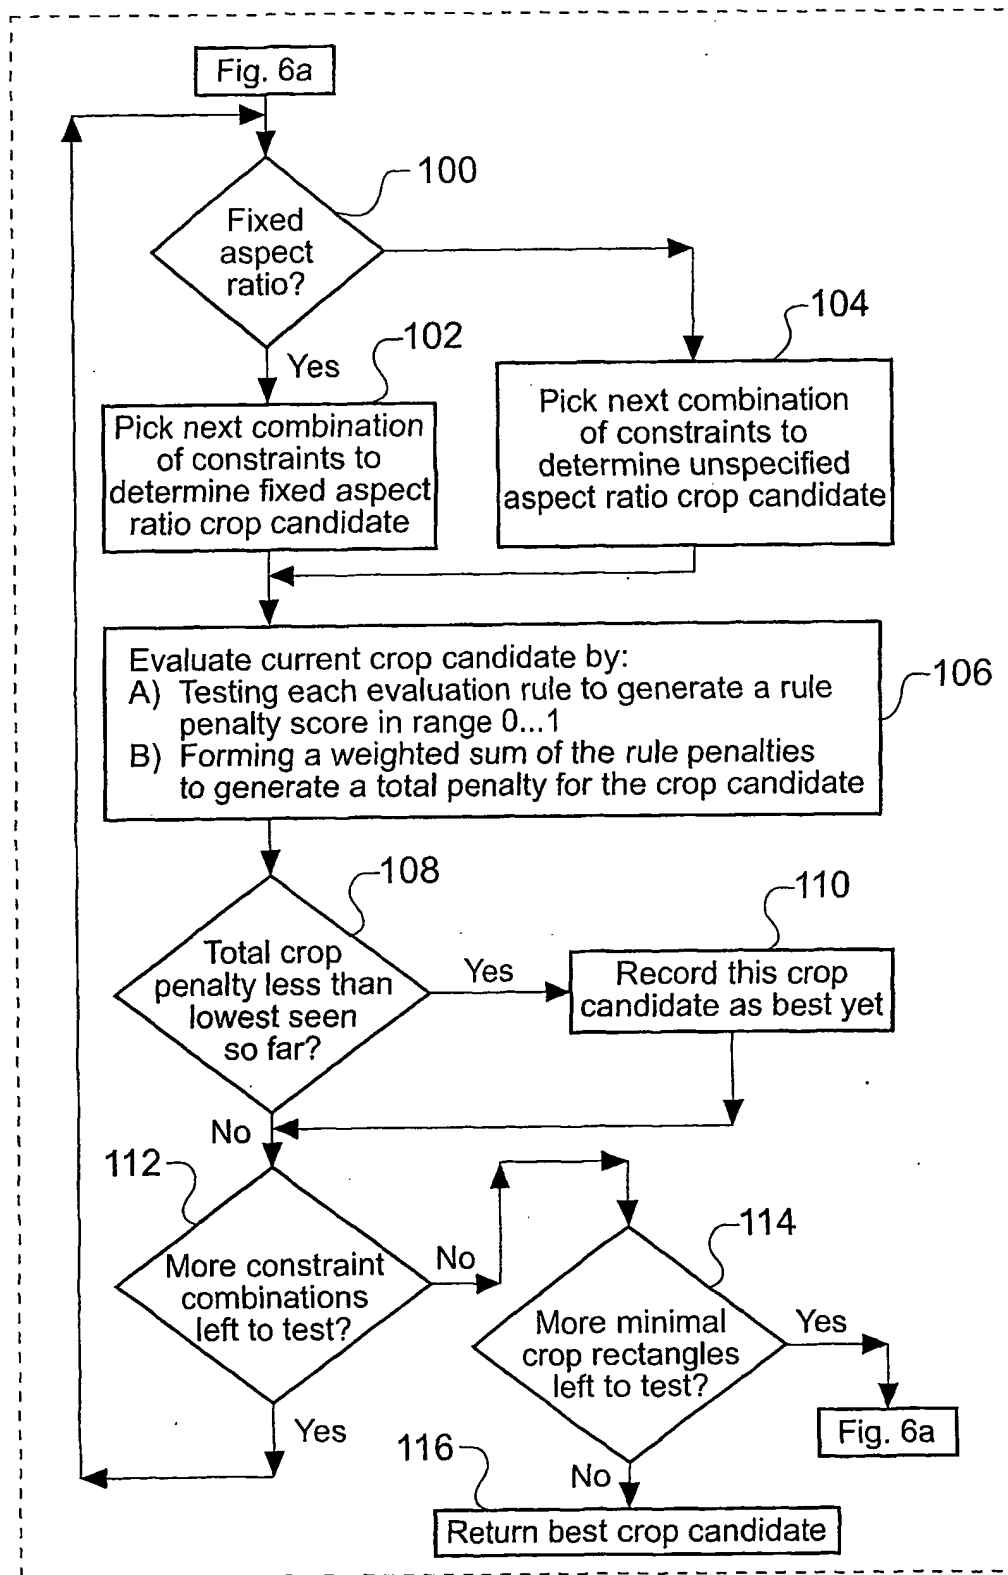 Fig. 6a
100
Fixed
aspect
ratio?
102
Yes
104
Pick next combination
of constraints to
determine fixed aspect
ratio crop candidate
Pick next combination
of constraints to
determine unspecified
aspect ratio crop candidate
Evaluate current crop candidate by:
A) Testing each evaluation rule to generate a rule
penalty score in range 0...1
B) Forming a weighted sum of the rule penalties
to generate a total penalty for the crop candidate
106
108
Total crop
penalty less than
lowest seen
so far?
Yes
110
Record this crop
candidate as best yet
No
112
More constraint
combinations
left to test?
No
114
More minimal
crop rectangles
left to test?
Yes
Fig. 6a
Yes
116
No
Return best crop candidate